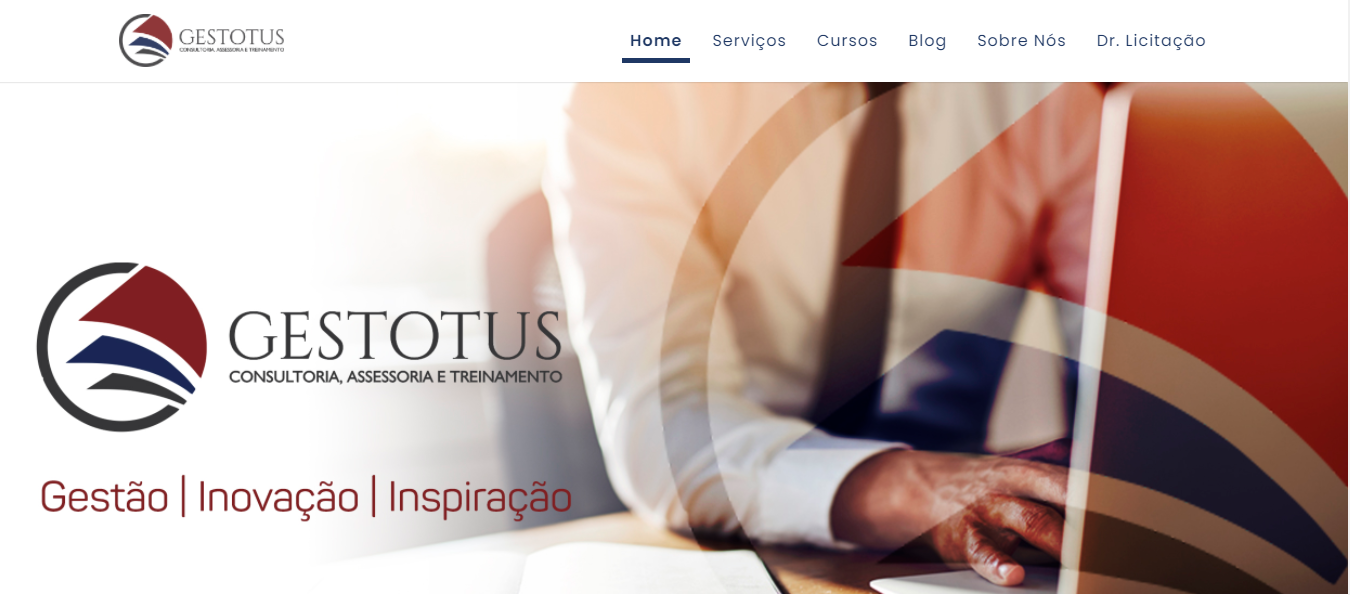 GESTOTUS
CONSULTORIA, ASSESSORIA E TREINAMENTO
Home Serviços Cursos Blog Sobre Nós Dr. Licitação
GESTOTUS
CONSULTORIA, ASSESSORIA E TREINAMENTO
Gestão | Inovação | Inspiração